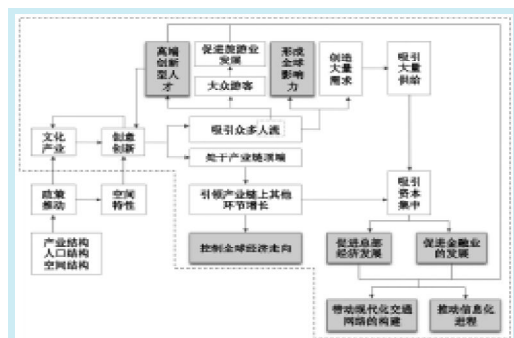 高端
创新
型人
才
促进旅游业
发展
形成
全球
影响
力
创造
大量
需求
吸引
大量
供给
大众游客
文化
产业
创意
创新
吸引众多人流
处于产业链顶端
政策
推动
空间
特性
引领产业链上其他
环节增长
吸引
资本
集中
产业结构
人口结构
空间结构
控制全球经济走向
促进总部
经济发展
促进金融业
的发展
带动现代化交通
网络的构建
推动信息化
进程